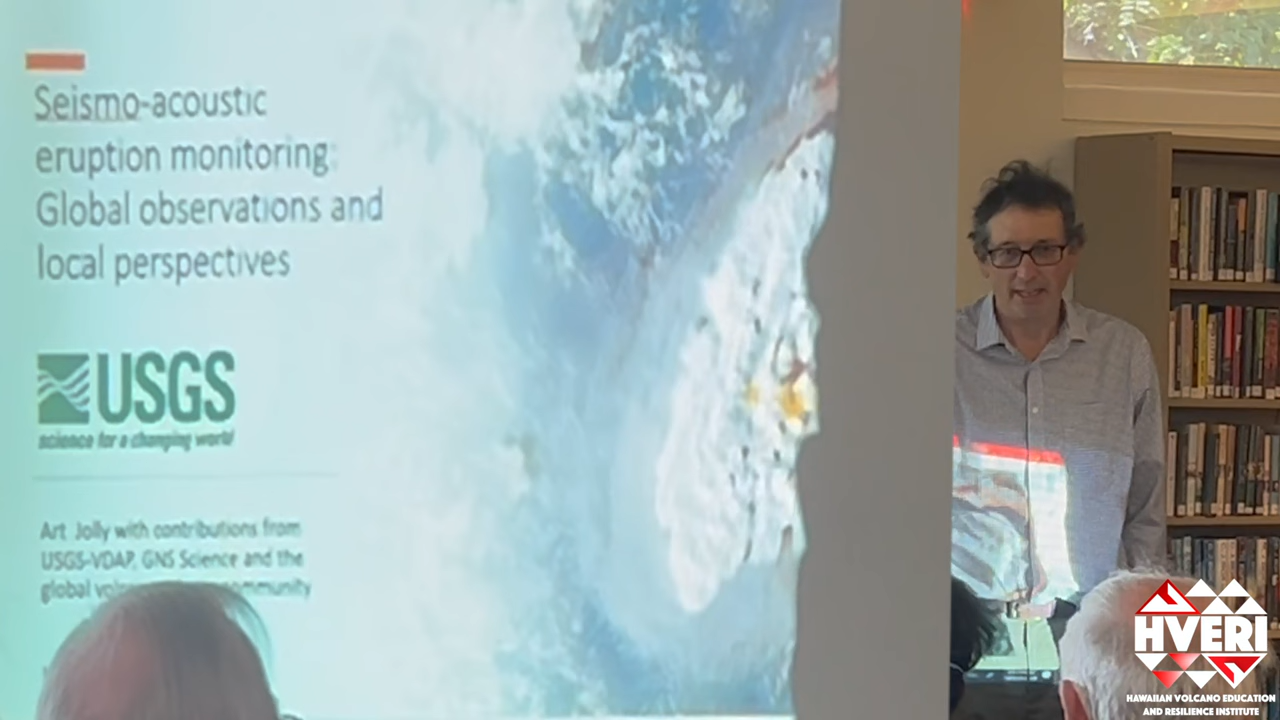 Seismo-acoustic
eruption monitoring:
Global observations and
local perspectives
USGS
science for a changing world
Art Jolly with contributions from
USGS-VDAP, GNS Science and the
global
HVERI
HAWAIIAN VOLCANO EDUCATION
AND RESILIENCE INSTITUTE